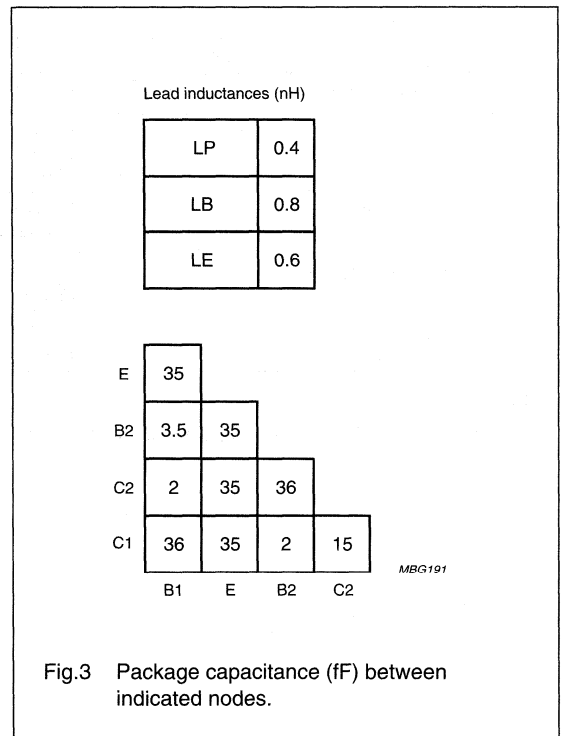 Lead inductances (nH)
LP 0.4
LB 0.8
LE 0.6
E 35
B2 3.5 35
C2 2 35 36
C1 36 35 2 15
MBG191
B1 E B2 C2
Fig.3 Package capacitance (fF) between
indicated nodes.